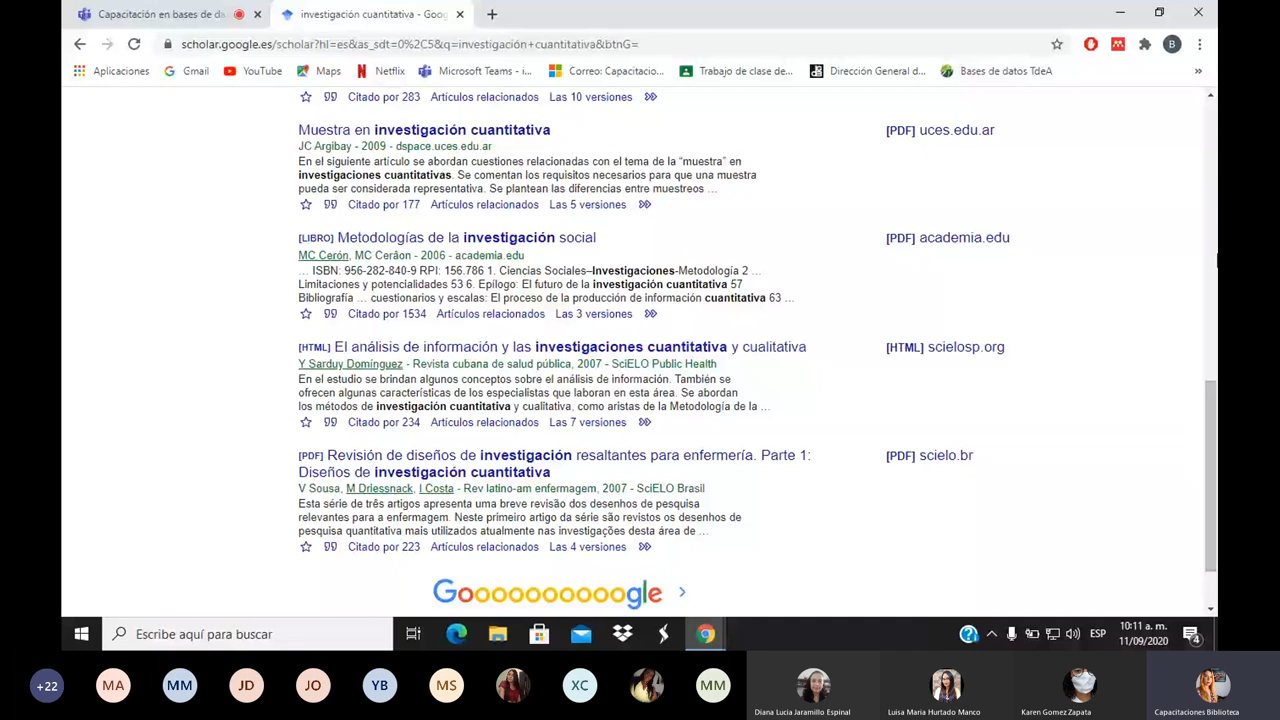 Capacitación en bases de da
investigación cuantitativa - Goog
scholar.google.es/scholar?hl=es&as_sdt=0%2C5&q=investigación+cuantitativa&btnG=
B
Aplicaciones Gmail YouTube Maps Netflix Microsoft Teams - i... Correo: Capacitacio... Trabajo de clase de... Dirección General d... Bases de datos TdeA »
Citado por 283 Artículos relacionados Las 10 versiones
Muestra en investigación cuantitativa
[PDF] uces.edu.ar
JC Argibay - 2009 - dspace.uces.edu.ar
En el siguiente artículo se abordan cuestiones relacionadas con el tema de la “muestra” en
investigaciones cuantitativas. Se comentan los requisitos necesarios para que una muestra
pueda ser considerada representativa. Se plantean las diferencias entre muestreos ...
Citado por 177 Artículos relacionados Las 5 versiones
[LIBRO] Metodologías de la investigación social
[PDF] academia.edu
MC Cerón, MC Cerâon - 2006 - academia.edu
... ISBN: 956-282-840-9 RPI: 156.786 1. Ciencias Sociales–Investigaciones-Metodología 2 ...
Limitaciones y potencialidades 53 6. Epílogo: El futuro de la investigación cuantitativa 57
Bibliografía ... cuestionarios y escalas: El proceso de la producción de información cuantitativa 63 ...
Citado por 1534 Artículos relacionados Las 3 versiones
[HTML] El análisis de información y las investigaciones cuantitativa y cualitativa
[HTML] scielosp.org
Y Sarduy Domínguez - Revista cubana de salud pública, 2007 - SciELO Public Health
En el estudio se brindan algunos conceptos sobre el análisis de información. También se
ofrecen algunas características de los especialistas que laboran en esta área. Se abordan
los métodos de investigación cuantitativa y cualitativa, como aristas de la Metodología de la ...
Citado por 234 Artículos relacionados Las 7 versiones
[PDF] Revisión de diseños de investigación resaltantes para enfermería. Parte 1:
Diseños de investigación cuantitativa
[PDF] scielo.br
V Sousa, M Driessnack, I Costa - Rev latino-am enfermagem, 2007 - SciELO Brasil
Esta série de três artigos apresenta uma breve revisão dos desenhos de pesquisa
relevantes para a enfermagem. Neste primeiro artigo da série são revistos os desenhos de
pesquisa quantitativa mais utilizados atualmente nas investigações desta área de ...
Citado por 223 Artículos relacionados Las 4 versiones
Goooooooooogle
Escribe aquí para buscar
ESP
10:11 a. m.
11/09/2020
4
+22 MA MM JD JO YB MS XC MM
Diana Lucia Jaramillo Espinal
Luisa Maria Hurtado Manco
Karen Gomez Zapata
Capacitaciones Biblioteca